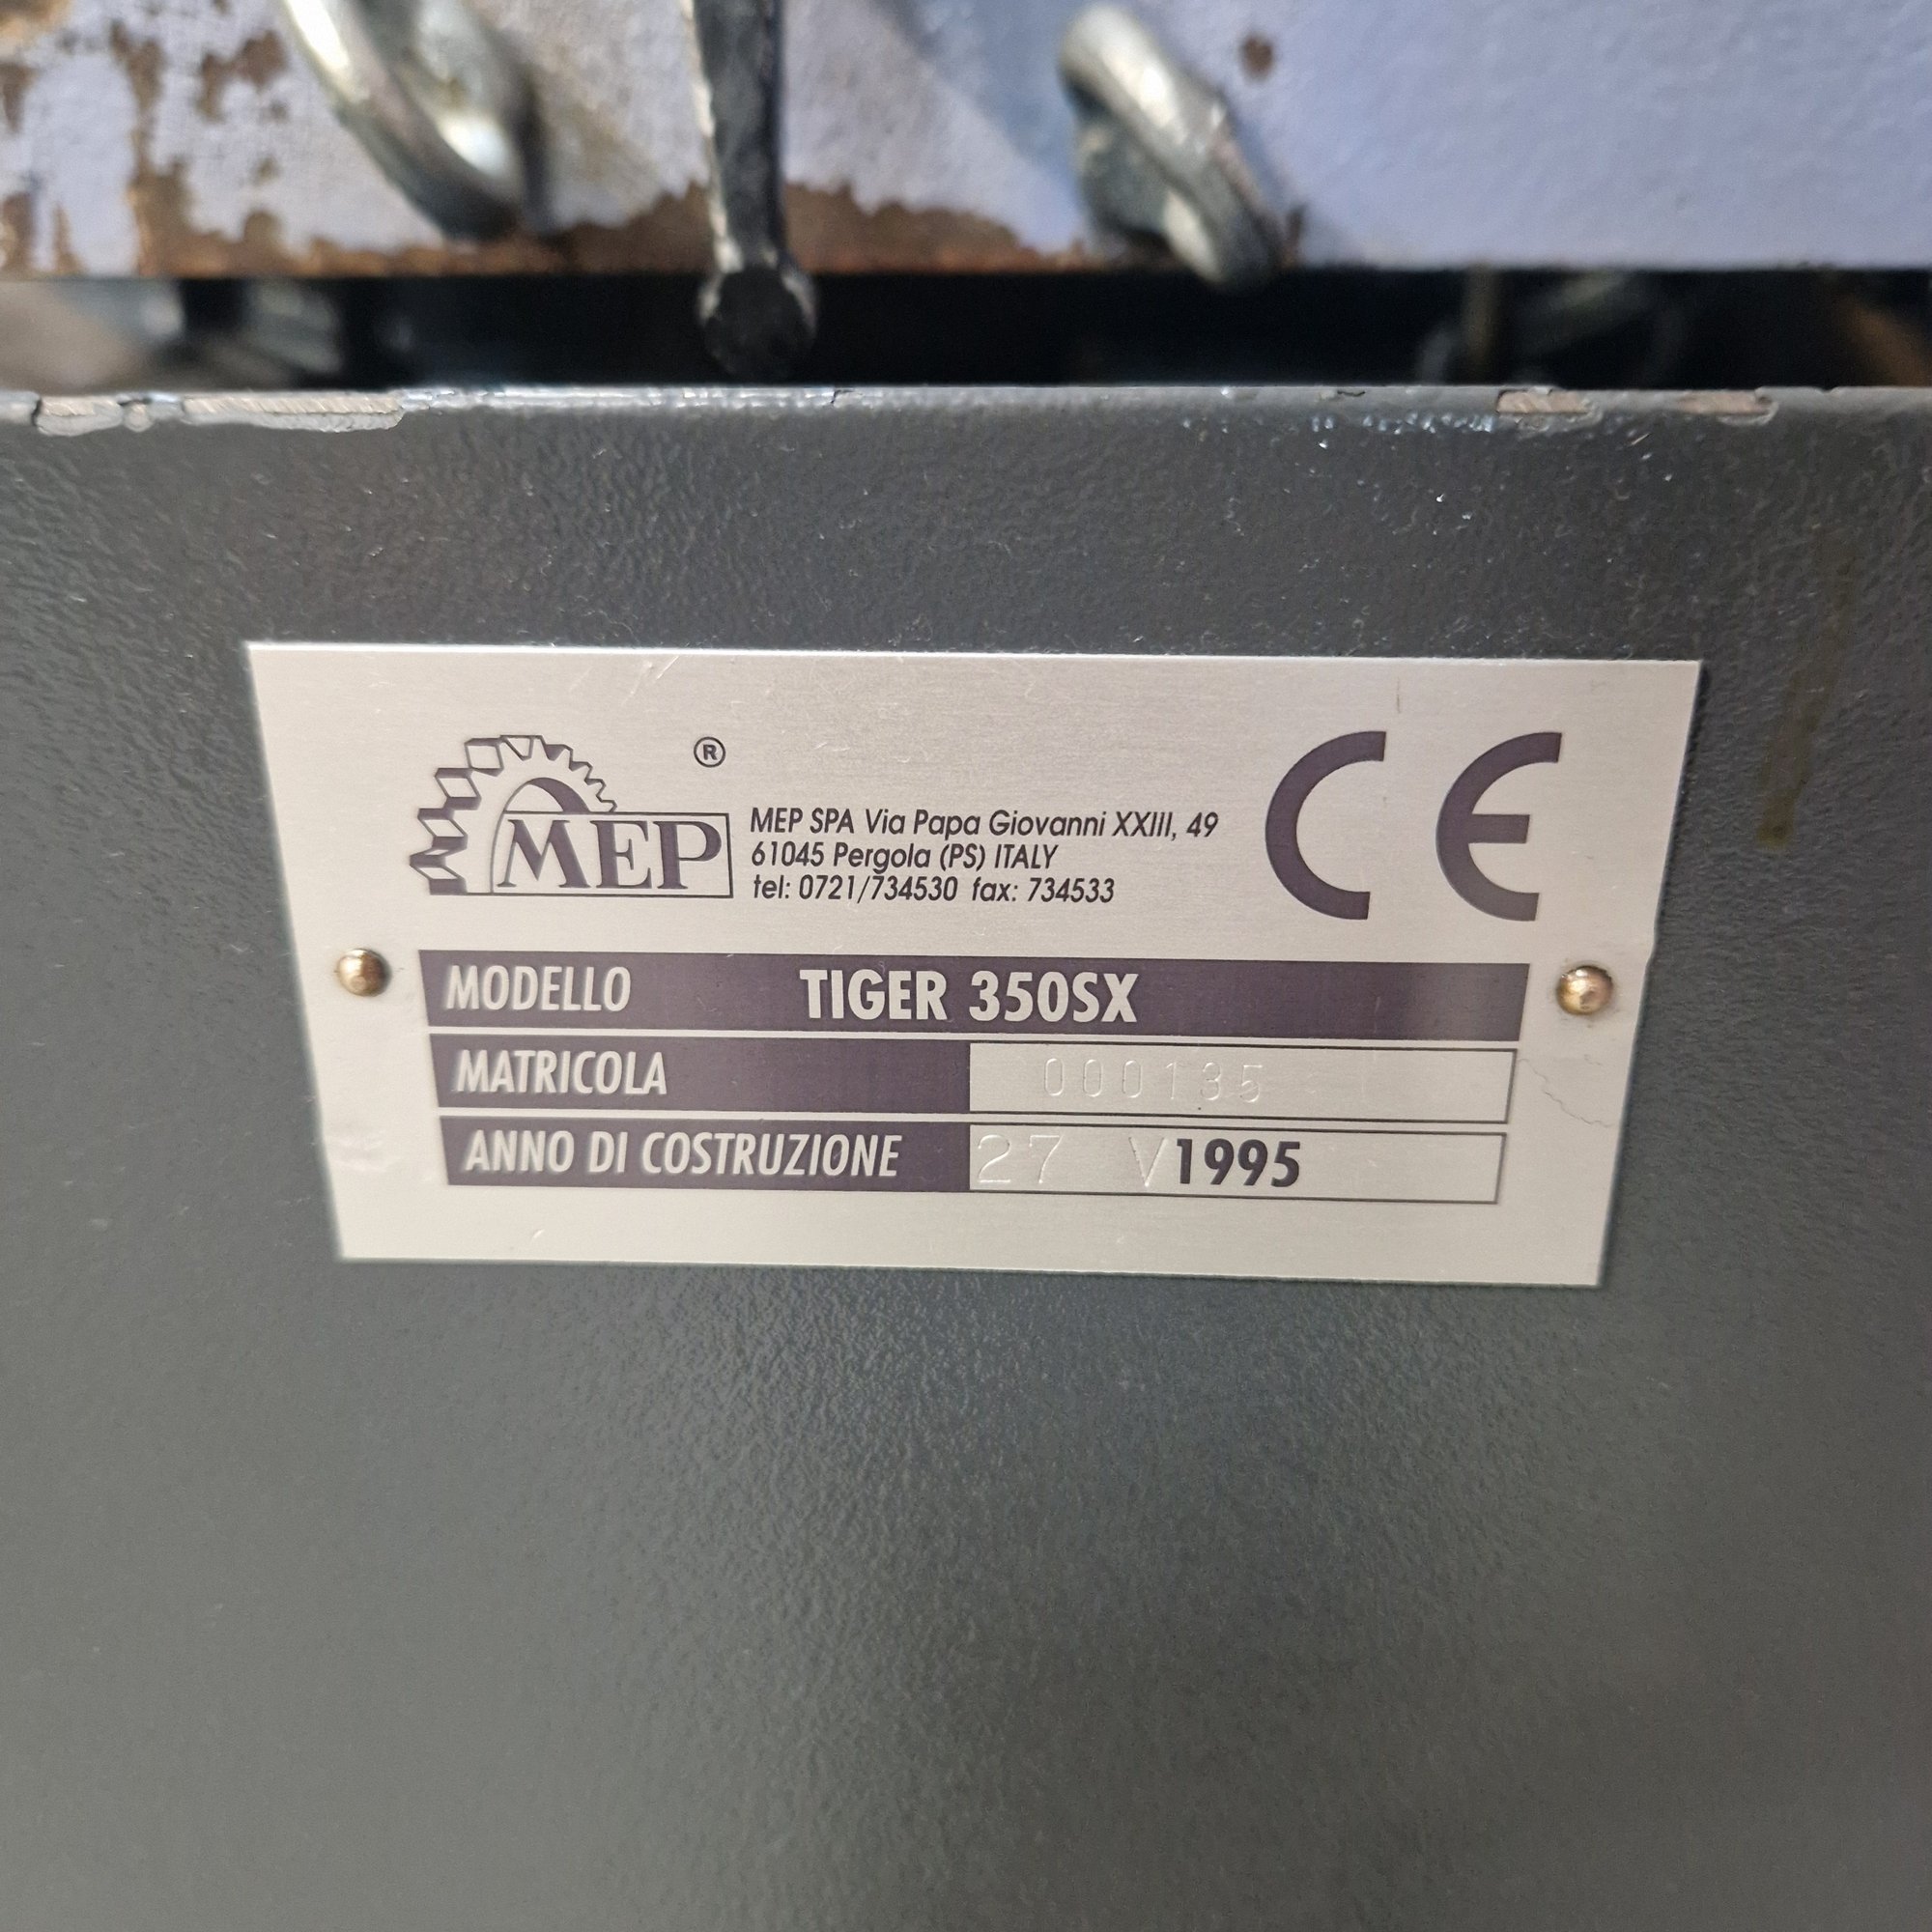 ®
MEP
MEP SPA Via Papa Giovanni XXIII, 49
61045 Pergola (PS) ITALY
tel: 0721/734530 fax: 734533
CE
MODELLO TIGER 350SX
MATRICOLA 000135
ANNO DI COSTRUZIONE 27 V 1995